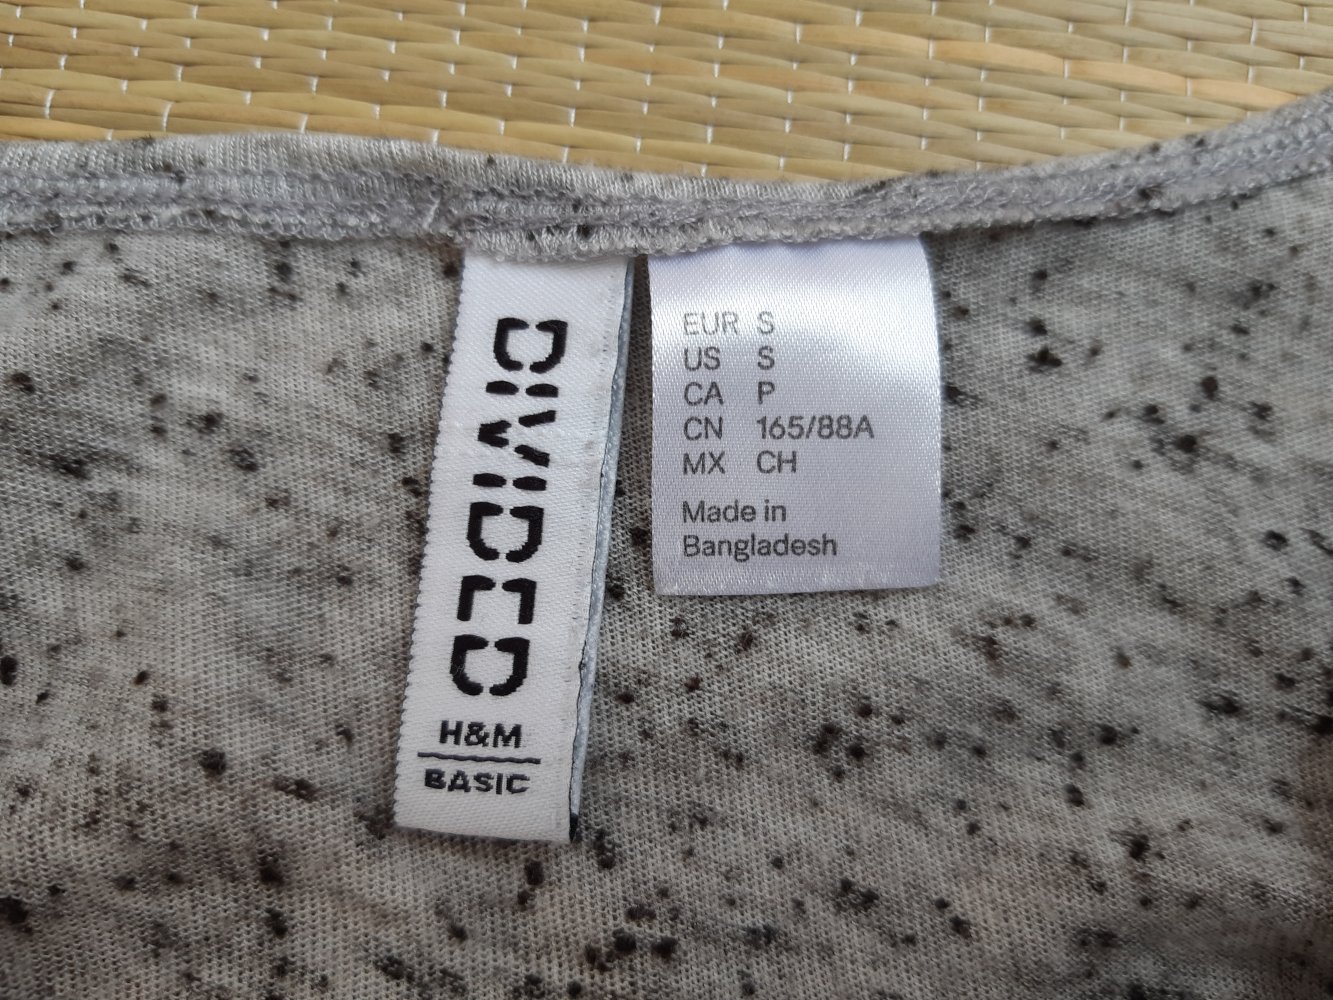 DIVIDED
H&M
BASIC
EUR S
US S
CA P
CN 165/88A
MX CH
Made in
Bangladesh